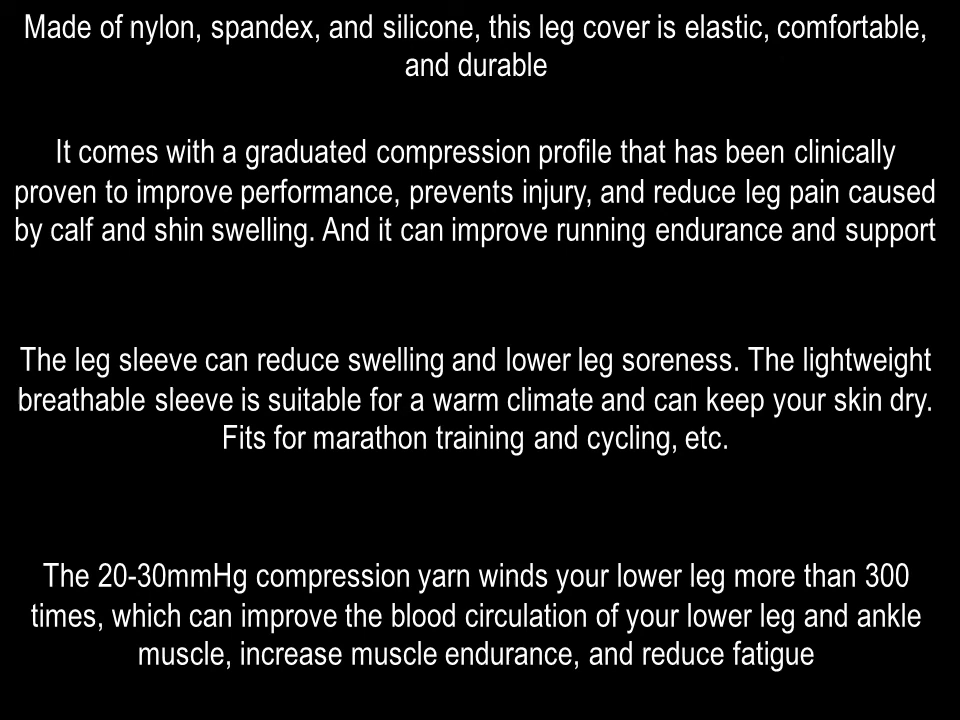 Made of nylon, spandex, and silicone, this leg cover is elastic, comfortable,
and durable
It comes with a graduated compression profile that has been clinically
proven to improve performance, prevents injury, and reduce leg pain caused
by calf and shin swelling. And it can improve running endurance and support
The leg sleeve can reduce swelling and lower leg soreness. The lightweight
breathable sleeve is suitable for a warm climate and can keep your skin dry.
Fits for marathon training and cycling, etc.
The 20-30mmHg compression yarn winds your lower leg more than 300
times, which can improve the blood circulation of your lower leg and ankle
muscle, increase muscle endurance, and reduce fatigue